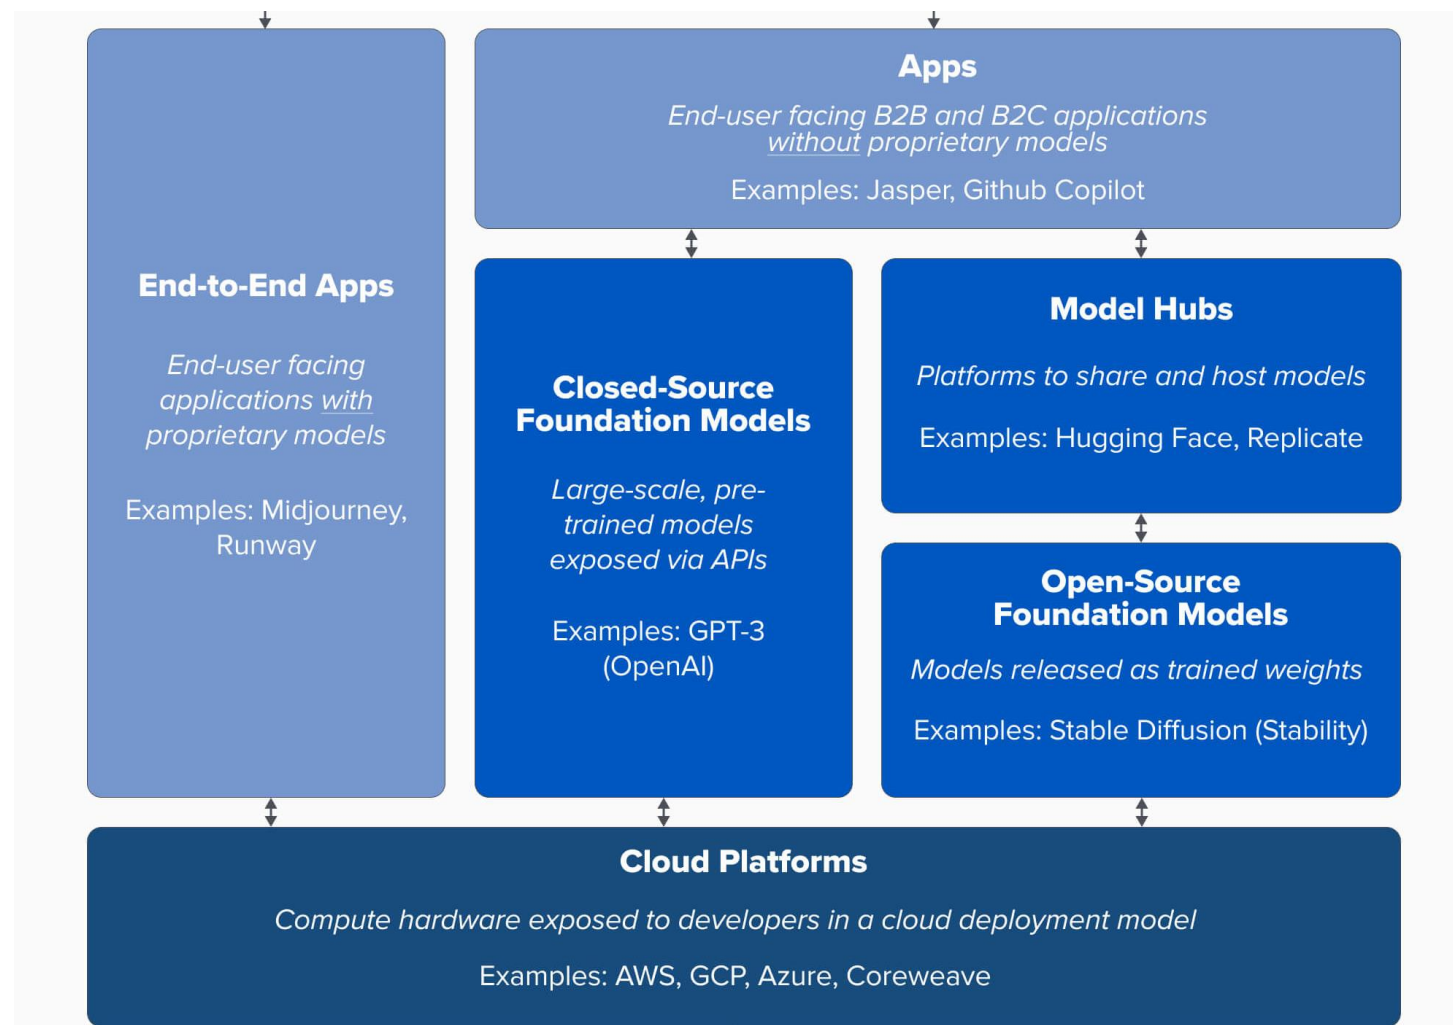 End-to-End Apps
End-user facing
applications with
proprietary models
Examples: Midjourney,
Runway
Apps
End-user facing B2B and B2C applications
without proprietary models
Examples: Jasper, Github Copilot
Closed-Source
Foundation Models
Large-scale, pre-
trained models
exposed via APIs
Examples: GPT-3
(OpenAI)
Model Hubs
Platforms to share and host models
Examples: Hugging Face, Replicate
Open-Source
Foundation Models
Models released as trained weights
Examples: Stable Diffusion (Stability)
Cloud Platforms
Compute hardware exposed to developers in a cloud deployment model
Examples: AWS, GCP, Azure, Coreweave